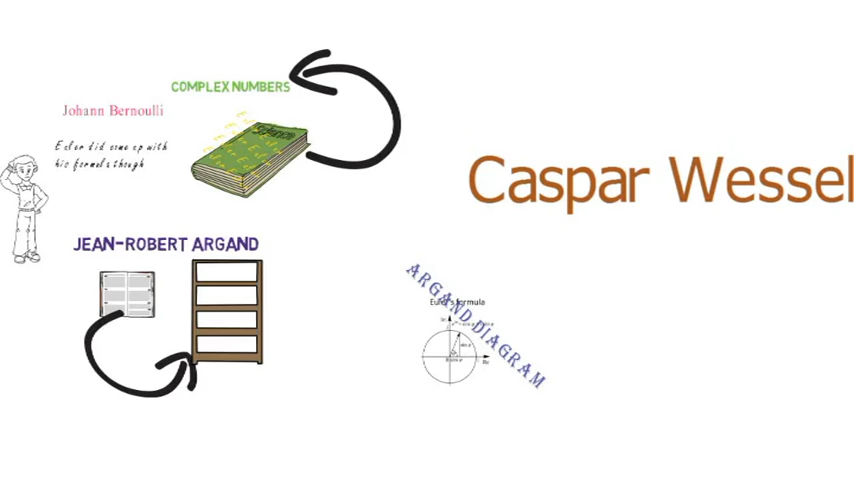 COMPLEX NUMBERS
Johann Bernoulli
Euler did come up with
his formula though
Science
Caspar Wessel
JEAN-ROBERT ARGAND
ARGAND DIAGRAM
Euler's formula